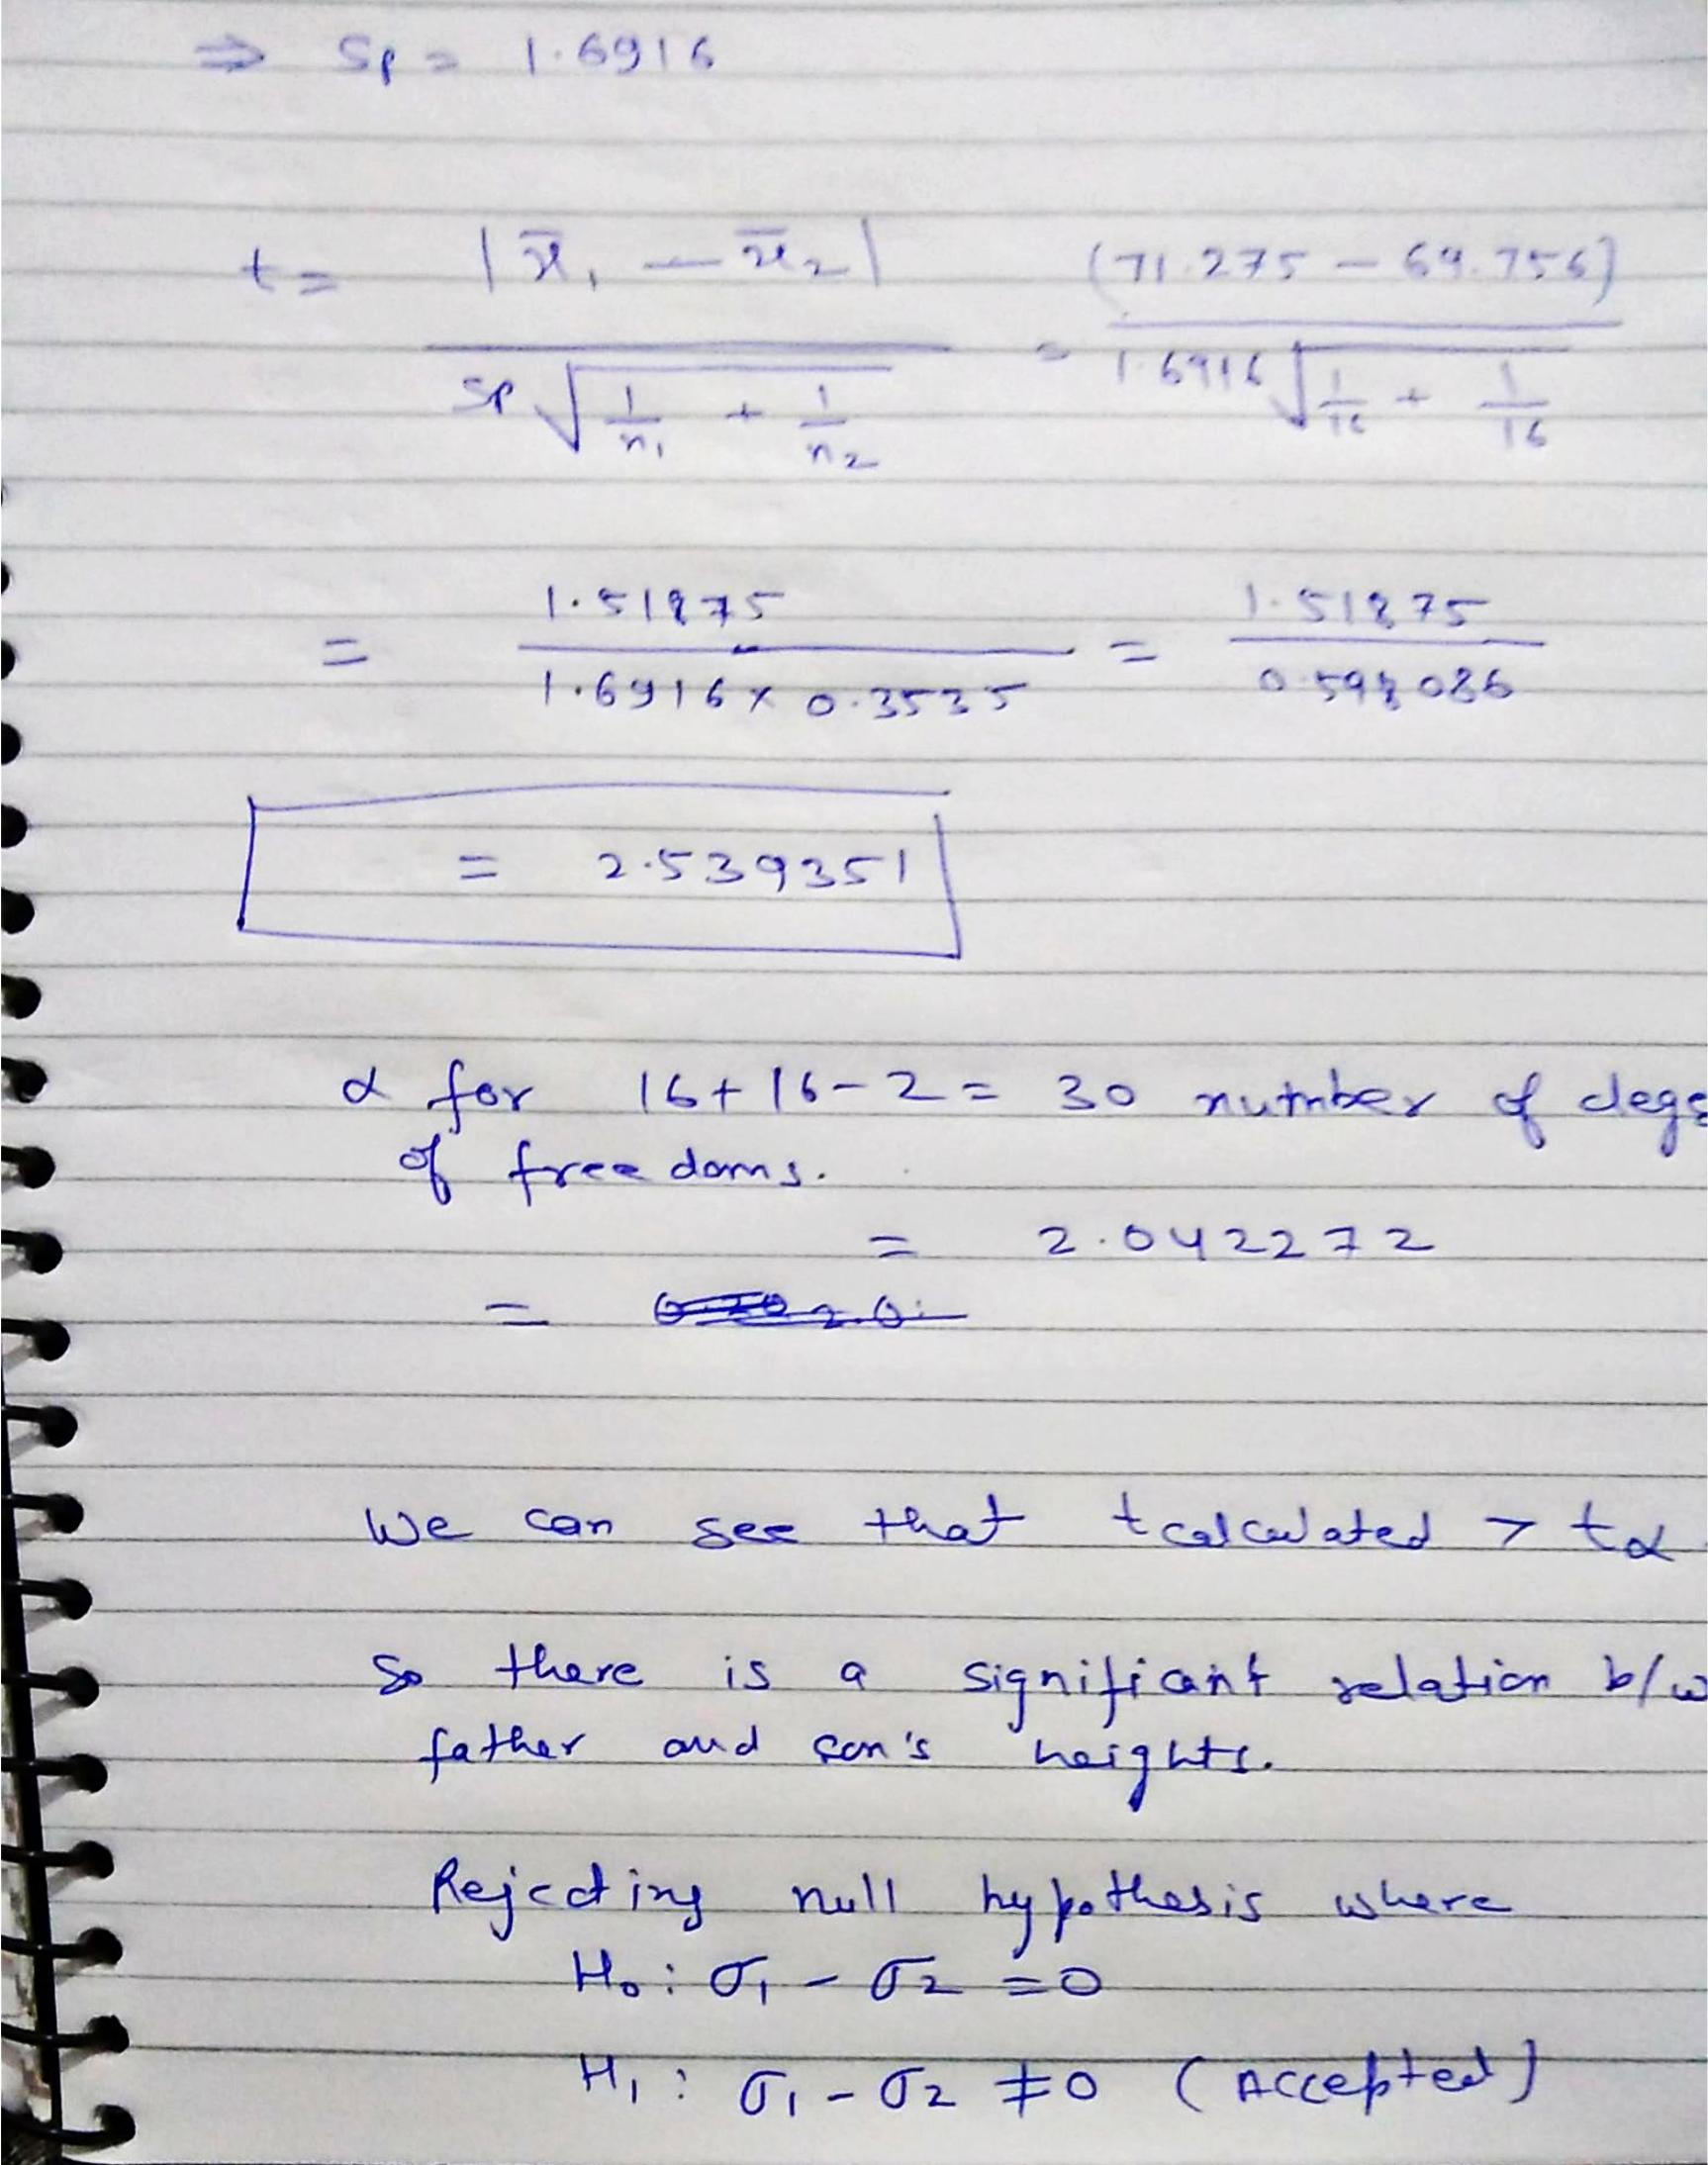 ⇒ Sp = 1.6916
t = |x̄₁ − x̄₂| / Sp √(1/n₁ + 1/n₂) = (71.275 − 69.756) / 1.6916 √(1/16 + 1/16)
= 1.51875 / 1.6916 × 0.3535 = 1.51875 / 0.598086
= 2.539351
α for 16+16−2 = 30 number of dege
of freedoms.
= 2.042272
=
We can see that tcalculated > tα
So there is a significant relation b/w
father and son's heights.
Rejecting null hypothesis where
H₀ : σ₁ − σ₂ = 0
H₁ : σ₁ − σ₂ ≠ 0 (Accepted)